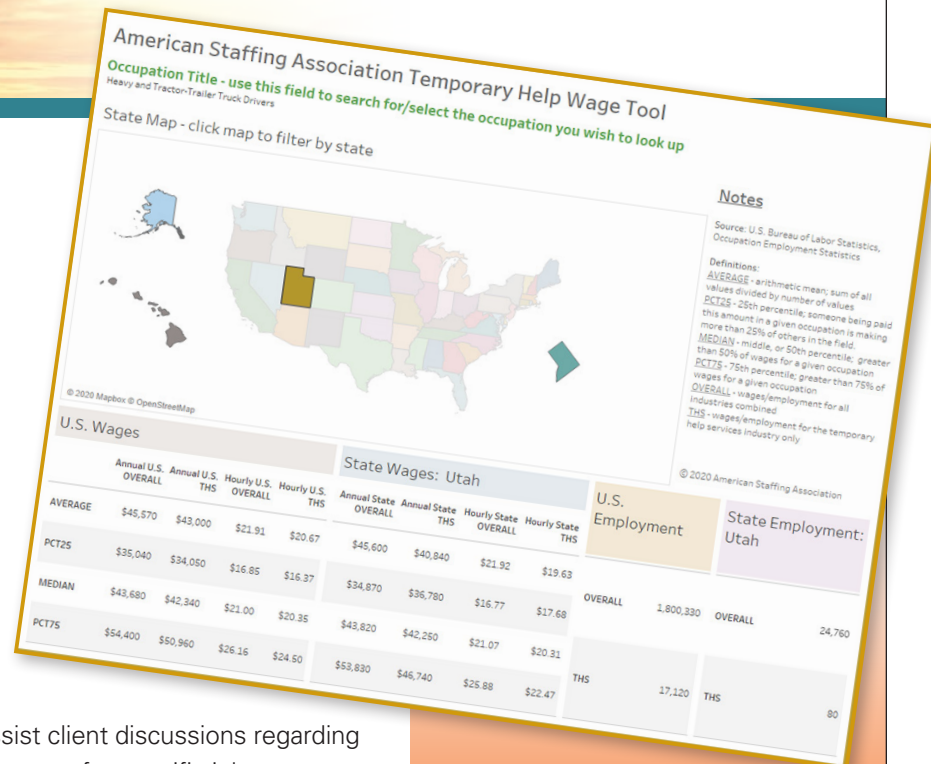 American Staffing Association Temporary Help Wage Tool
Occupation Title - use this field to search for/select the occupation you wish to look up
Heavy and Tractor-Trailer Truck Drivers
State Map - click map to filter by state
© 2020 Mapbox © OpenStreetMap
Notes
Source: U.S. Bureau of Labor Statistics,
Occupation Employment Statistics
Definitions:
AVERAGE - arithmetic mean; sum of all
values divided by number of values
PCT25 - 25th percentile; someone being paid
this amount in a given occupation is making
more than 25% of others in the field.
MEDIAN - middle, or 50th percentile; greater
than 50% of wages for a given occupation
PCT75 - 75th percentile; greater than 75% of
wages for a given occupation
OVERALL - wages/employment for all
industries combined
THS - wages/employment for the temporary
help services industry only
© 2020 American Staffing Association
U.S. Wages
Annual U.S. OVERALL Annual U.S. THS Hourly U.S. OVERALL Hourly U.S. THS
AVERAGE $45,570 $43,000 $21.91 $20.67
PCT25 $35,040 $34,050 $16.85 $16.37
MEDIAN $43,680 $42,340 $21.00 $20.35
PCT75 $54,400 $50,960 $26.16 $24.50
State Wages: Utah
Annual State OVERALL Annual State THS Hourly State OVERALL Hourly State THS
$45,600 $40,840 $21.92 $19.63
$34,870 $36,780 $16.77 $17.68
$43,820 $42,250 $21.07 $20.31
$53,830 $46,740 $25.88 $22.47
U.S.
Employment
OVERALL 1,800,330
THS 17,120
State Employment:
Utah
OVERALL 24,760
THS 80
client discussions regarding